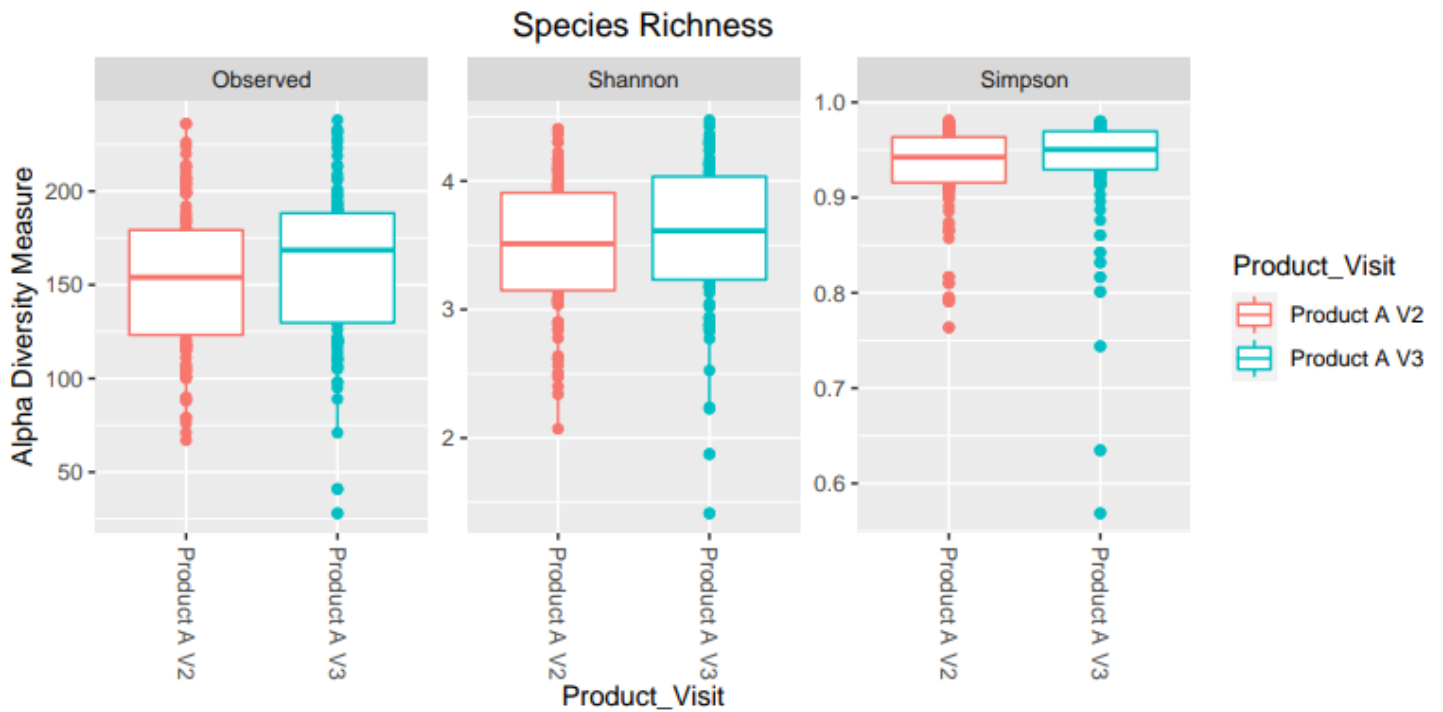 Species Richness
Observed
Shannon
Simpson
Alpha Diversity Measure
200
150
100
50
4
3
2
1.0
0.9
0.8
0.7
0.6
Product A V2
Product A V3
Product A V2
Product A V3
Product A V2
Product A V3
Product_Visit
Product_Visit
Product A V2
Product A V3